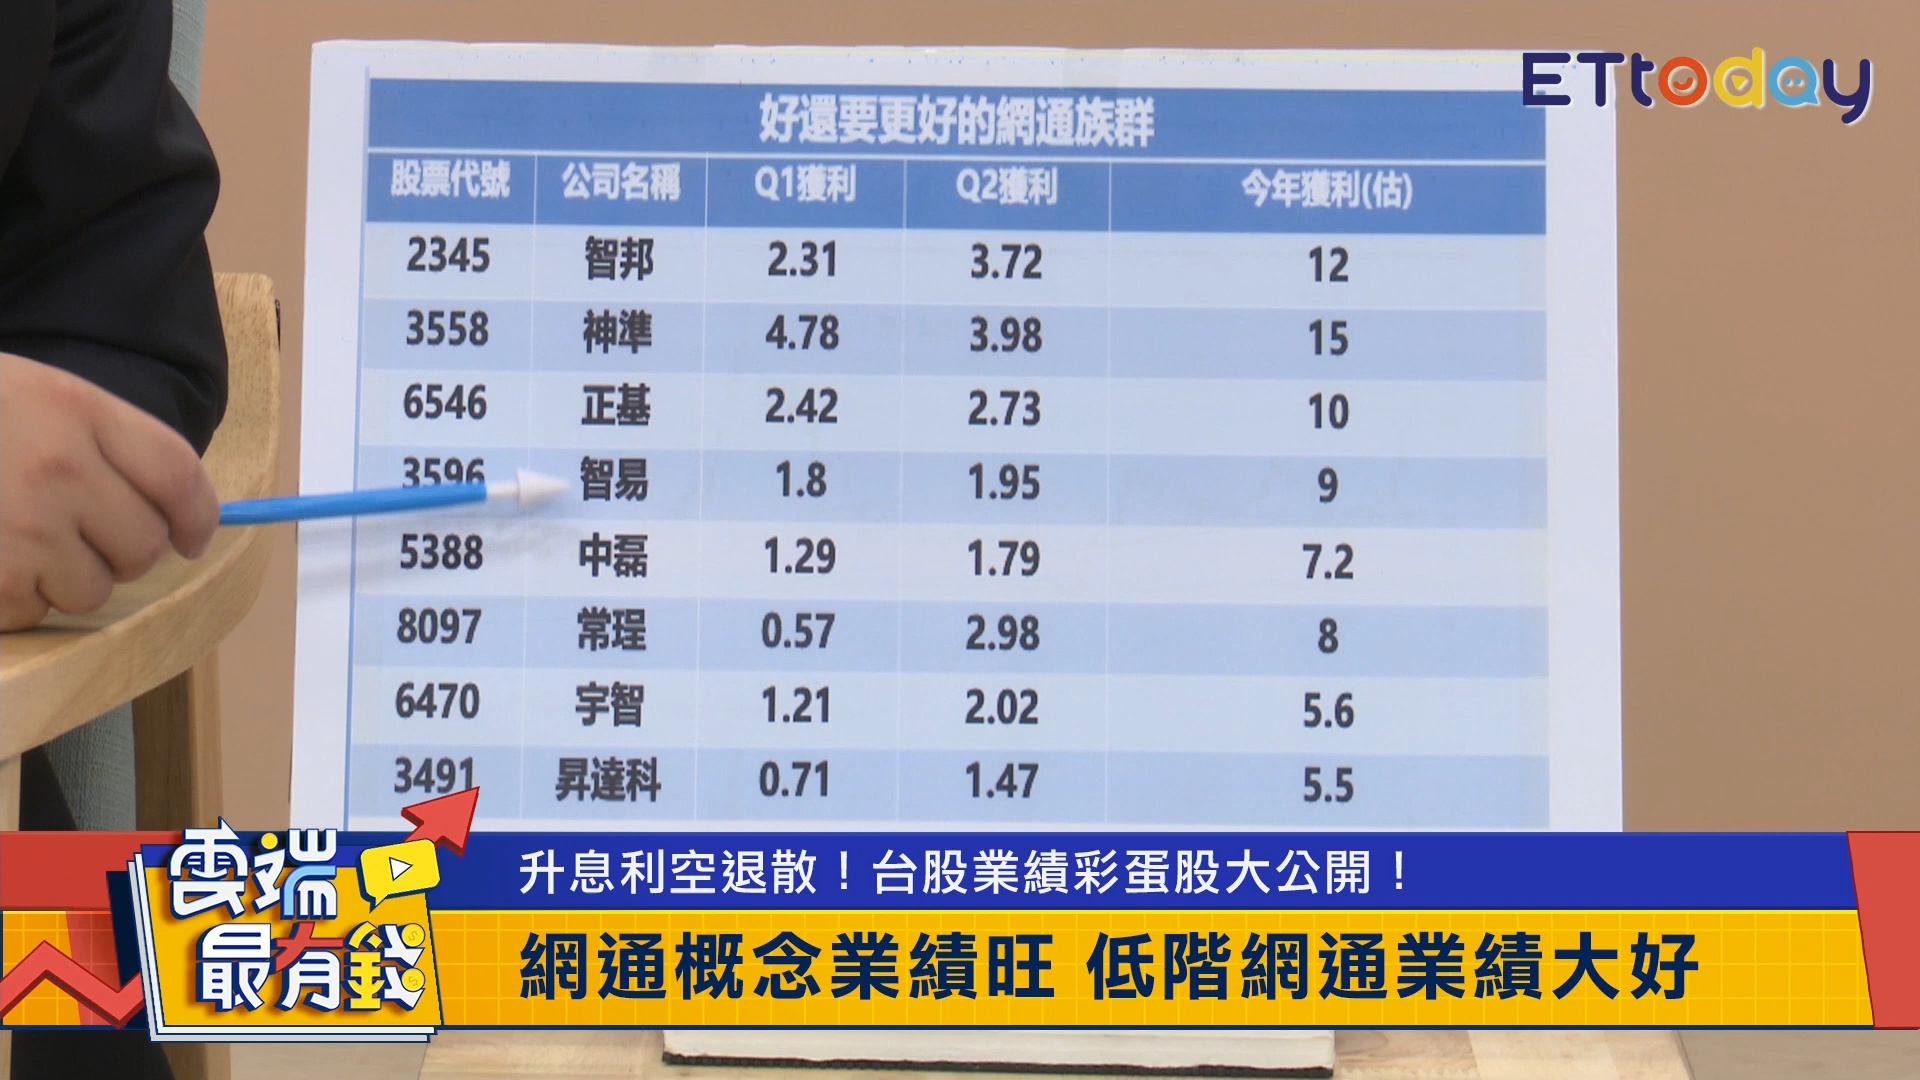 ETtoday
好還要更好的網通族群
股票代號 公司名稱 Q1獲利 Q2獲利 今年獲利(估)
2345 智邦 2.31 3.72 12
3558 神準 4.78 3.98 15
6546 正基 2.42 2.73 10
3596 智易 1.8 1.95 9
5388 中磊 1.29 1.79 7.2
8097 常珵 0.57 2.98 8
6470 宇智 1.21 2.02 5.6
3491 昇達科 0.71 1.47 5.5
雲端
最有錢
升息利空退散！台股業績彩蛋股大公開！
網通概念業績旺 低階網通業績大好